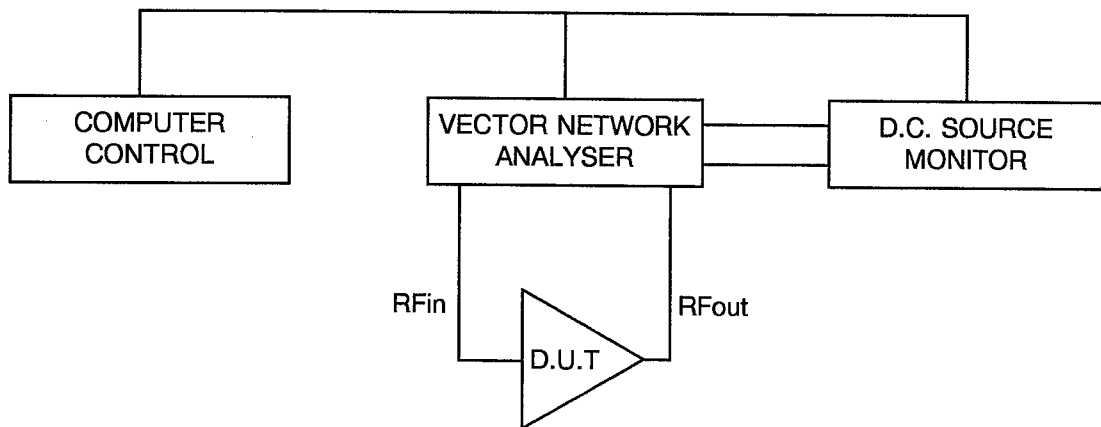 COMPUTER
CONTROL
VECTOR NETWORK
ANALYSER
D.C. SOURCE
MONITOR
RFin
RFout
D.U.T